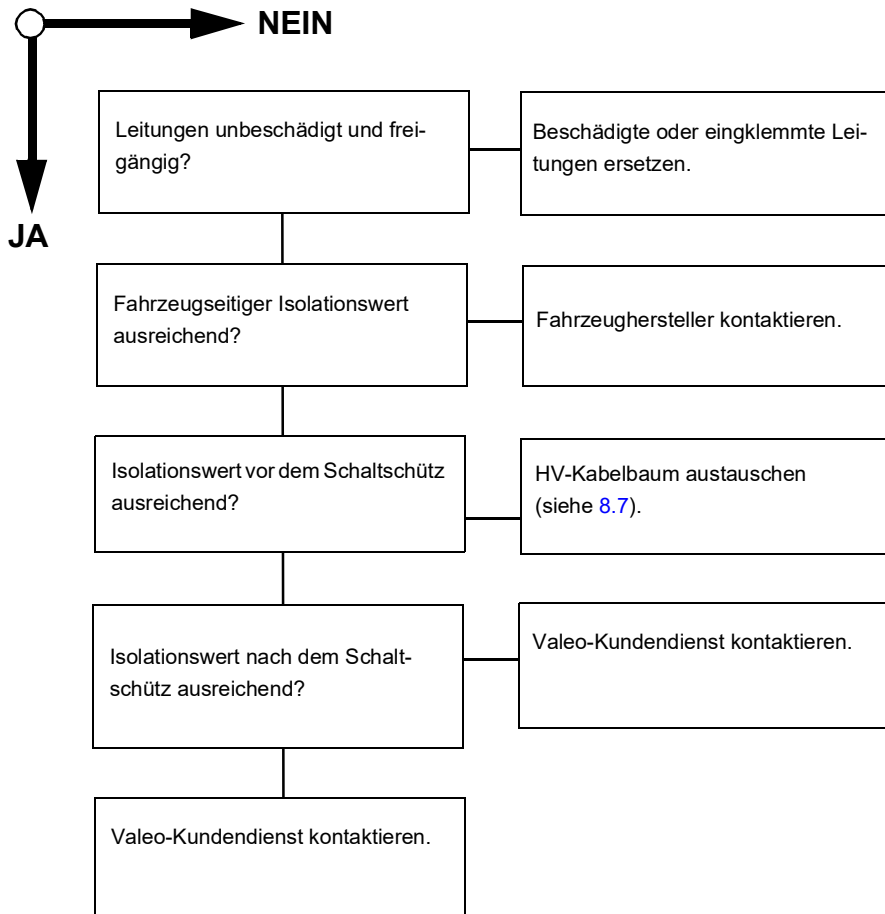 NEIN
JA
Leitungen unbeschädigt und frei-
gängig?
Beschädigte oder eingklemmte Lei-
tungen ersetzen.
Fahrzeugseitiger Isolationswert
ausreichend?
Fahrzeughersteller kontaktieren.
Isolationswert vor dem Schaltschütz
ausreichend?
HV-Kabelbaum austauschen
(siehe 8.7).
Isolationswert nach dem Schalt-
schütz ausreichend?
Valeo-Kundendienst kontaktieren.
Valeo-Kundendienst kontaktieren.